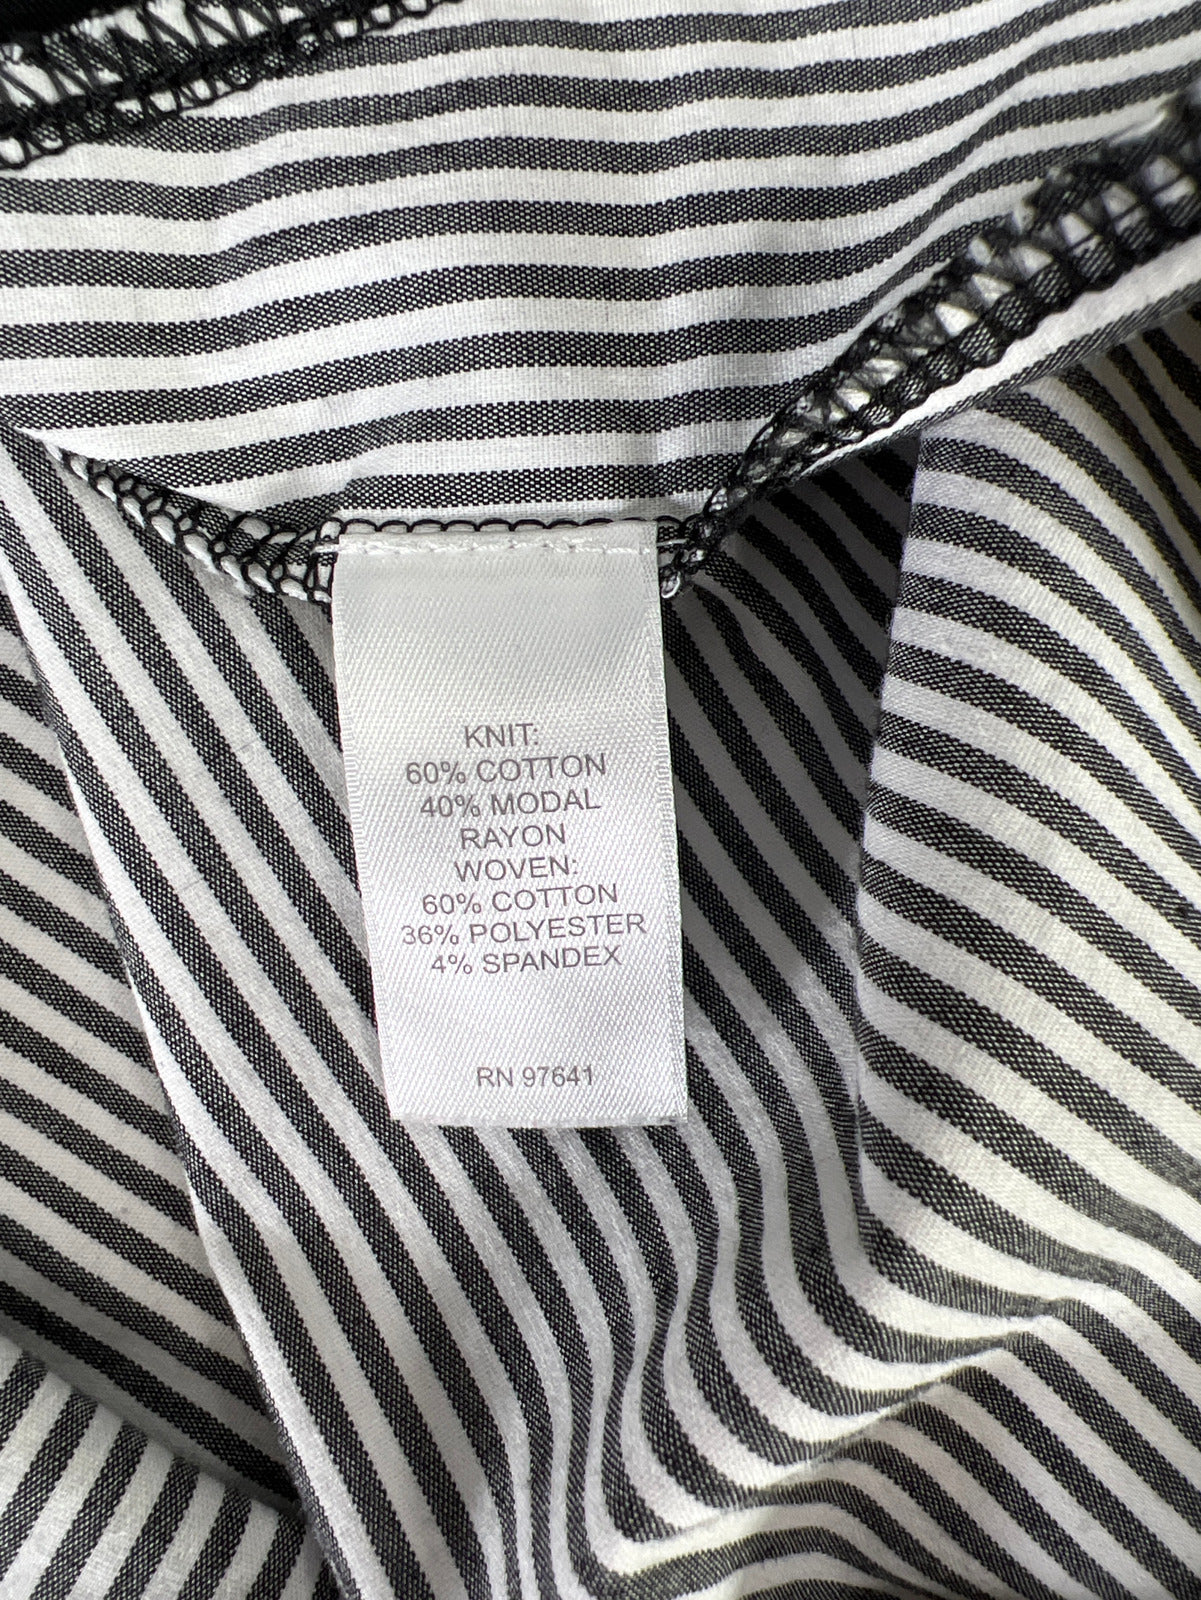 KNIT:
60% COTTON
40% MODAL
RAYON
WOVEN:
60% COTTON
36% POLYESTER
4% SPANDEX
RN 97641